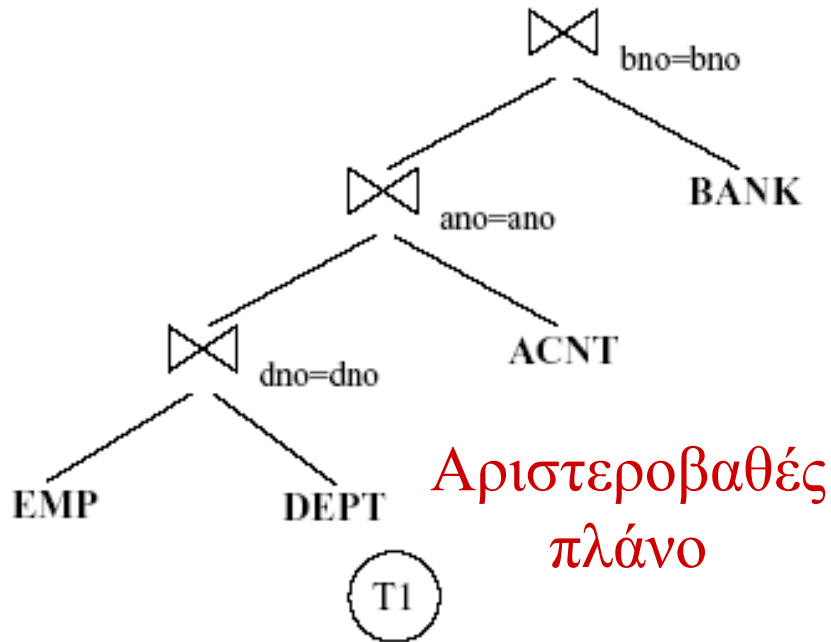 bno=bno
BANK
ano=ano
ACNT
dno=dno
EMP
DEPT
Αριστεροβαθές
πλάνο
T1